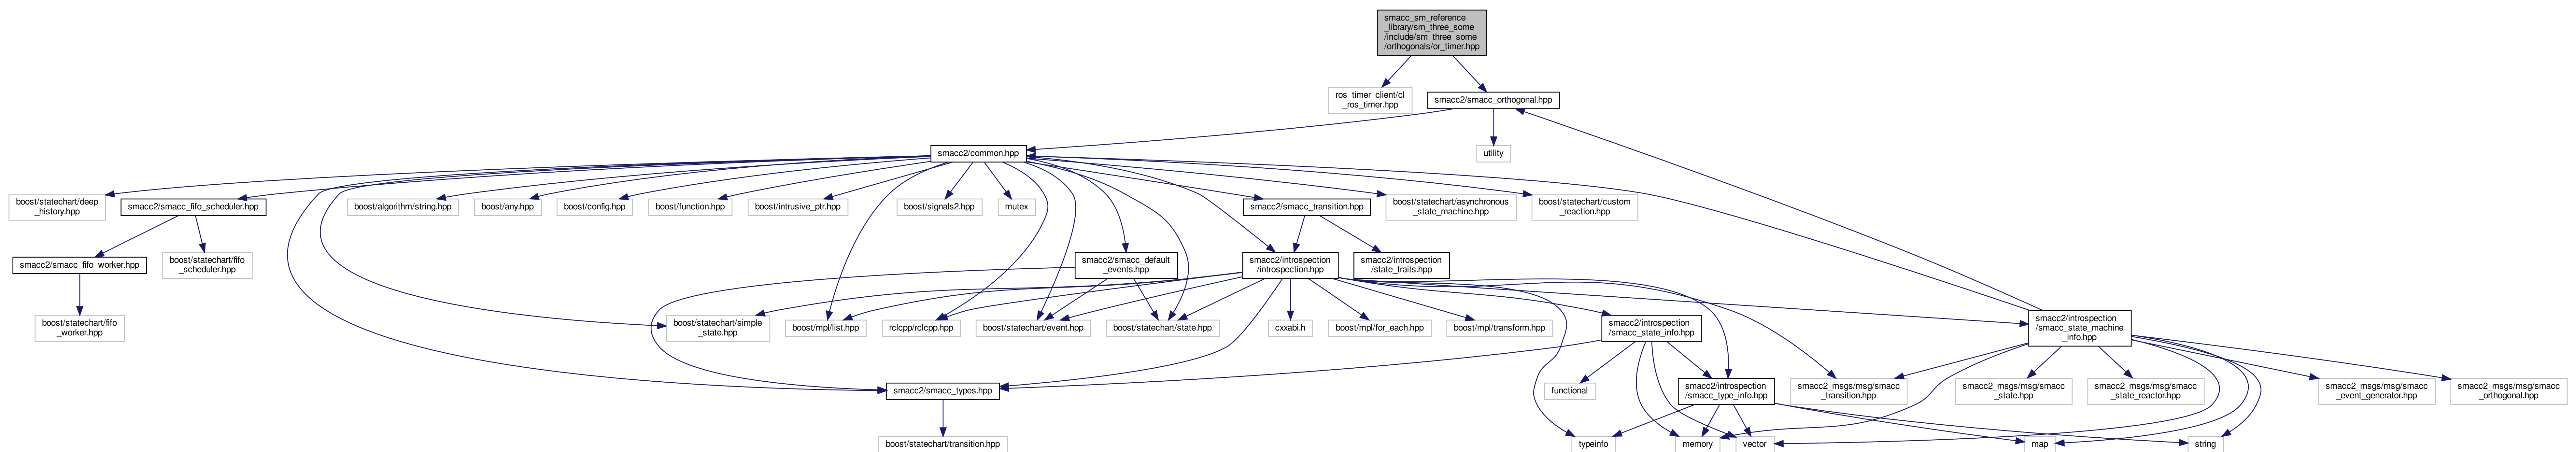 smacc_sm_reference
_library/sm_three_some
/include/sm_three_some
/orthogonals/or_timer.hpp
ros_timer_client/cl
_ros_timer.hpp
smacc2/smacc_orthogonal.hpp
smacc2/common.hpp
utility
boost/statechart/deep
_history.hpp
smacc2/smacc_fifo_scheduler.hpp
boost/algorithm/string.hpp
boost/any.hpp
boost/config.hpp
boost/function.hpp
boost/intrusive_ptr.hpp
boost/signals2.hpp
mutex
smacc2/smacc_transition.hpp
boost/statechart/asynchronous
_state_machine.hpp
boost/statechart/custom
_reaction.hpp
smacc2/smacc_fifo_worker.hpp
boost/statechart/fifo
_scheduler.hpp
smacc2/smacc_default
_events.hpp
smacc2/introspection
/introspection.hpp
smacc2/introspection
/state_traits.hpp
boost/statechart/fifo
_worker.hpp
boost/statechart/simple
_state.hpp
boost/mpl/list.hpp
rclcpp/rclcpp.hpp
boost/statechart/event.hpp
boost/statechart/state.hpp
cxxabi.h
boost/mpl/for_each.hpp
boost/mpl/transform.hpp
smacc2/introspection
/smacc_state_info.hpp
smacc2/introspection
/smacc_state_machine
_info.hpp
smacc2/smacc_types.hpp
functional
smacc2/introspection
/smacc_type_info.hpp
smacc2_msgs/msg/smacc
_transition.hpp
smacc2_msgs/msg/smacc
_state.hpp
smacc2_msgs/msg/smacc
_state_reactor.hpp
smacc2_msgs/msg/smacc
_event_generator.hpp
smacc2_msgs/msg/smacc
_orthogonal.hpp
boost/statechart/transition.hpp
typeinfo
memory
vector
map
string